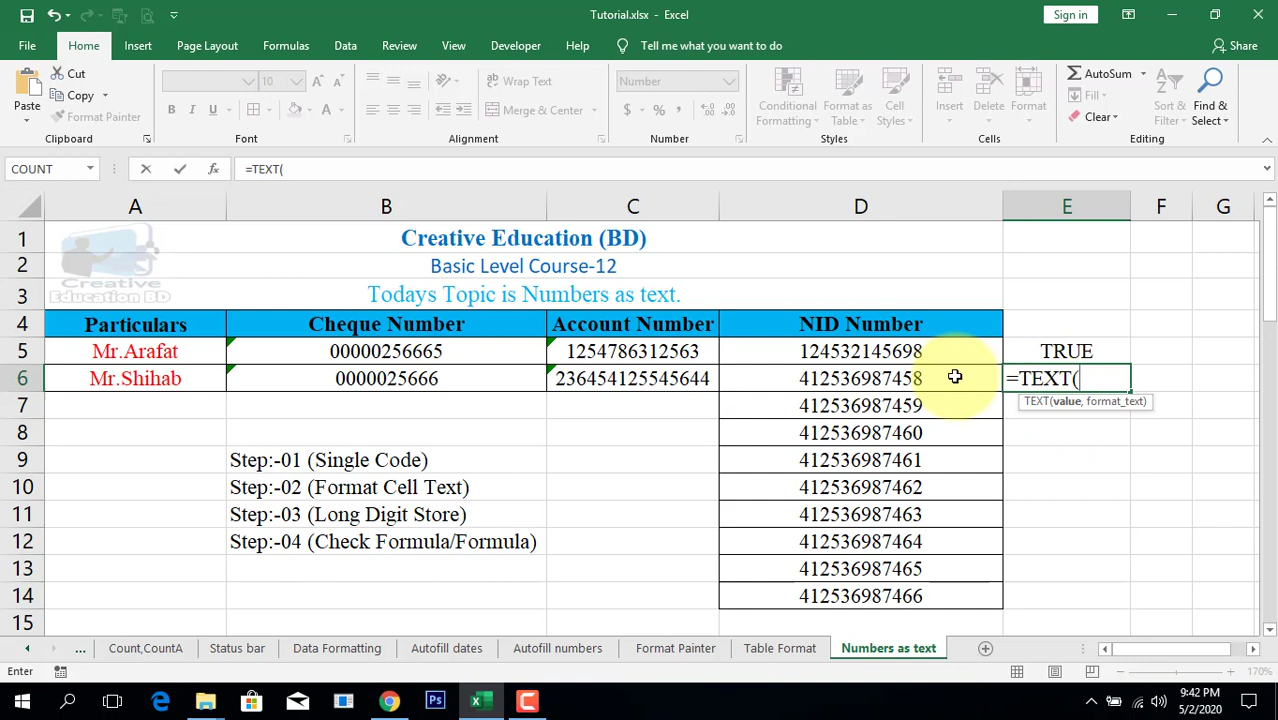 Tutorial.xlsx - Excel
Sign in
File Home Insert Page Layout Formulas Data Review View Developer Help Tell me what you want to do Share
Paste
Cut
Copy
Format Painter
Clipboard
10
B I U
Font
Wrap Text
Merge & Center
Alignment
Number
$ %
Number
Conditional Formatting
Format as Table
Cell Styles
Styles
Insert
Delete
Format
Cells
AutoSum
Fill
Clear
Sort & Filter
Find & Select
Editing
COUNT fx =TEXT(
A B C D E F G
1 Creative Education (BD)
2 Basic Level Course-12
3 Todays Topic is Numbers as text.
Creative
Education BD
4 Particulars Cheque Number Account Number NID Number
5 Mr.Arafat 00000256665 1254786312563 124532145698 TRUE
6 Mr.Shihab 0000025666 236454125545644 412536987458 =TEXT(
TEXT(value, format_text)
7 412536987459
8 412536987460
9 Step:-01 (Single Code) 412536987461
10 Step:-02 (Format Cell Text) 412536987462
11 Step:-03 (Long Digit Store) 412536987463
12 Step:-04 (Check Formula/Formula) 412536987464
13 412536987465
14 412536987466
15
... Count,CountA Status bar Data Formatting Autofill dates Autofill numbers Format Painter Table Format Numbers as text
Enter 170%
Ps
9:42 PM
5/2/2020